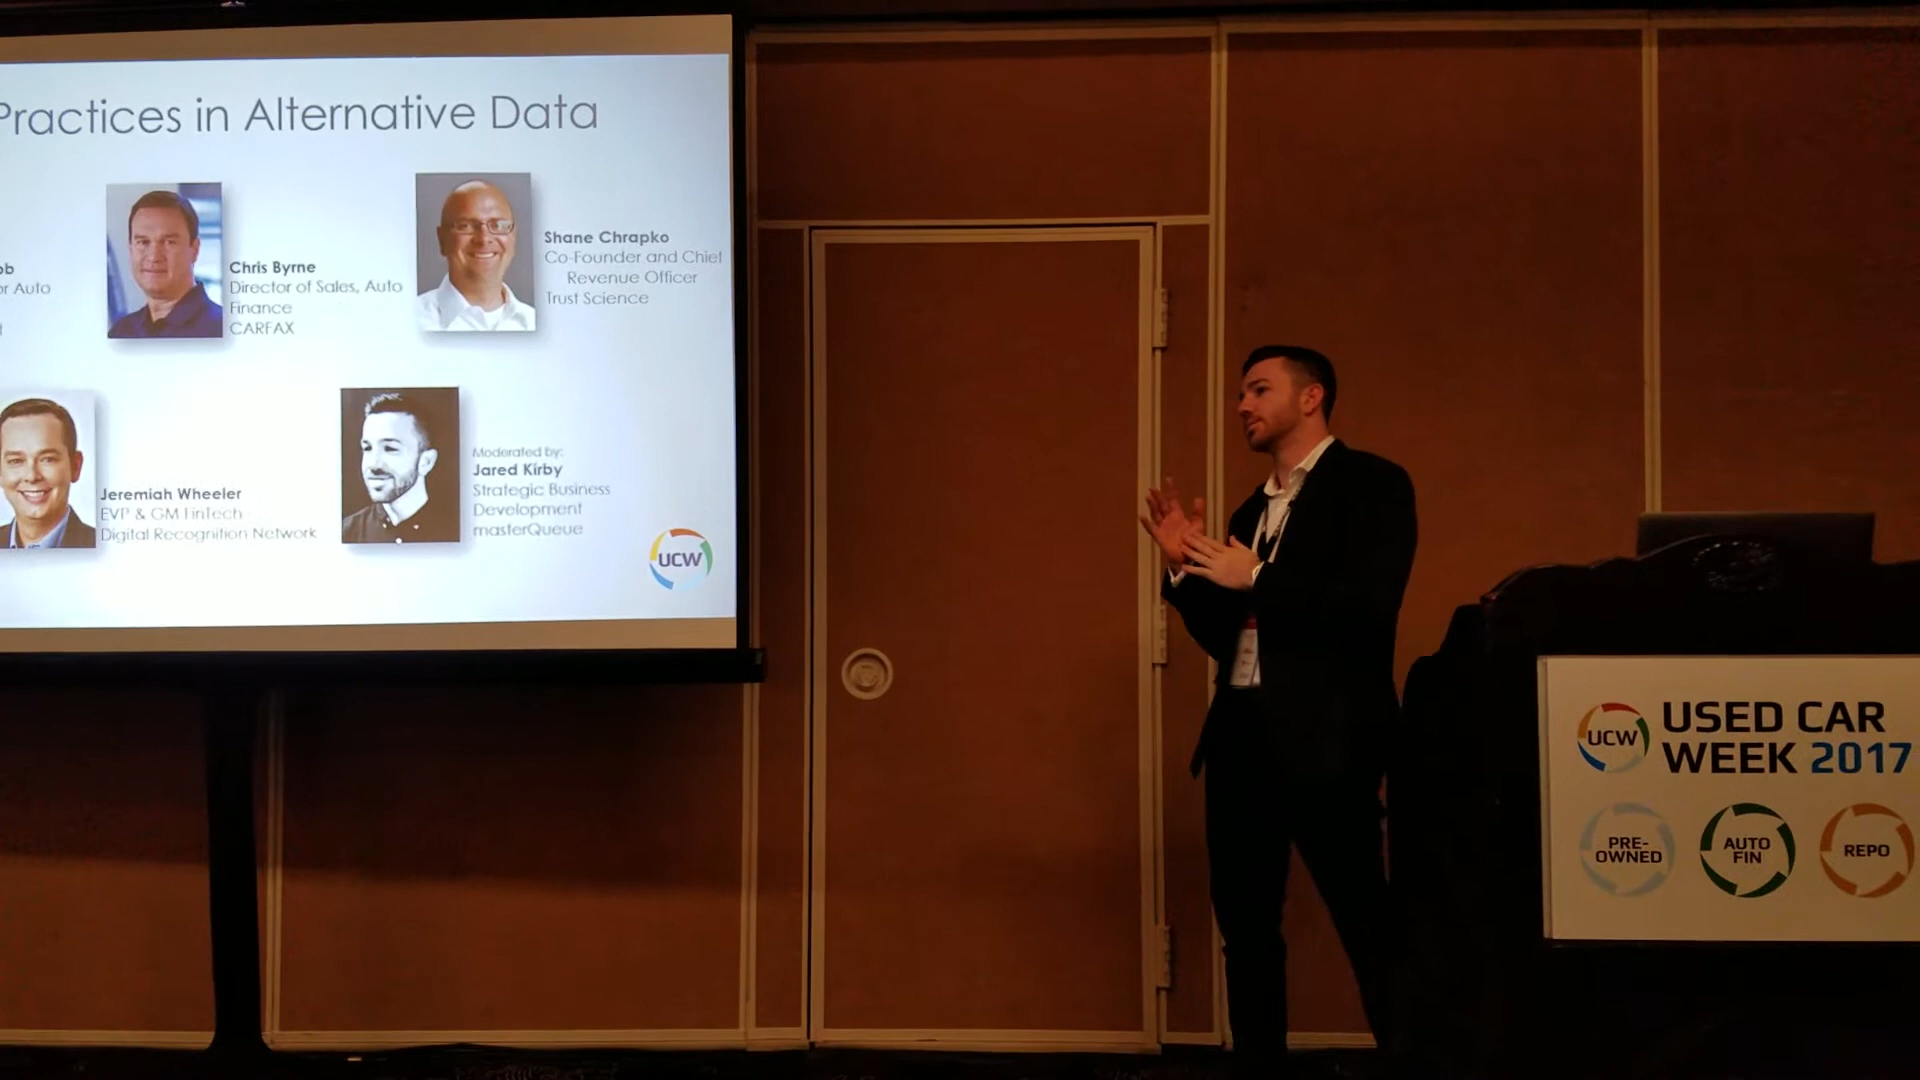 Practices in Alternative Data
or Auto
Chris Byrne
Director of Sales, Auto
Finance
CARFAX
Shane Chrapko
Co-Founder and Chief
Revenue Officer
Trust Science
Jeremiah Wheeler
EVP & GM FinTech
Digital Recognition Network
Moderated by:
Jared Kirby
Strategic Business
Development
masterQueue
UCW
UCW
USED CAR
WEEK 2017
PRE-
OWNED
AUTO
FIN
REPO